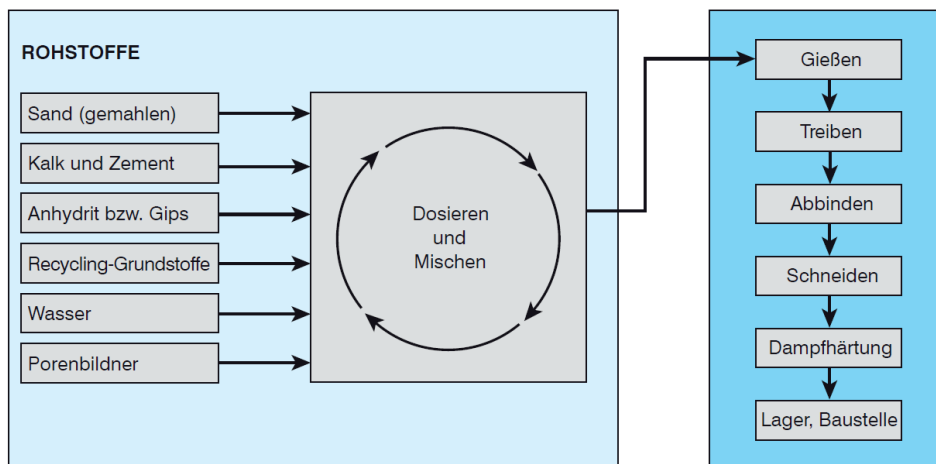 ROHSTOFFE
Sand (gemahlen)
Kalk und Zement
Anhydrit bzw. Gips
Recycling-Grundstoffe
Wasser
Porenbildner
Dosieren
und
Mischen
Gießen
Treiben
Abbinden
Schneiden
Dampfhärtung
Lager, Baustelle